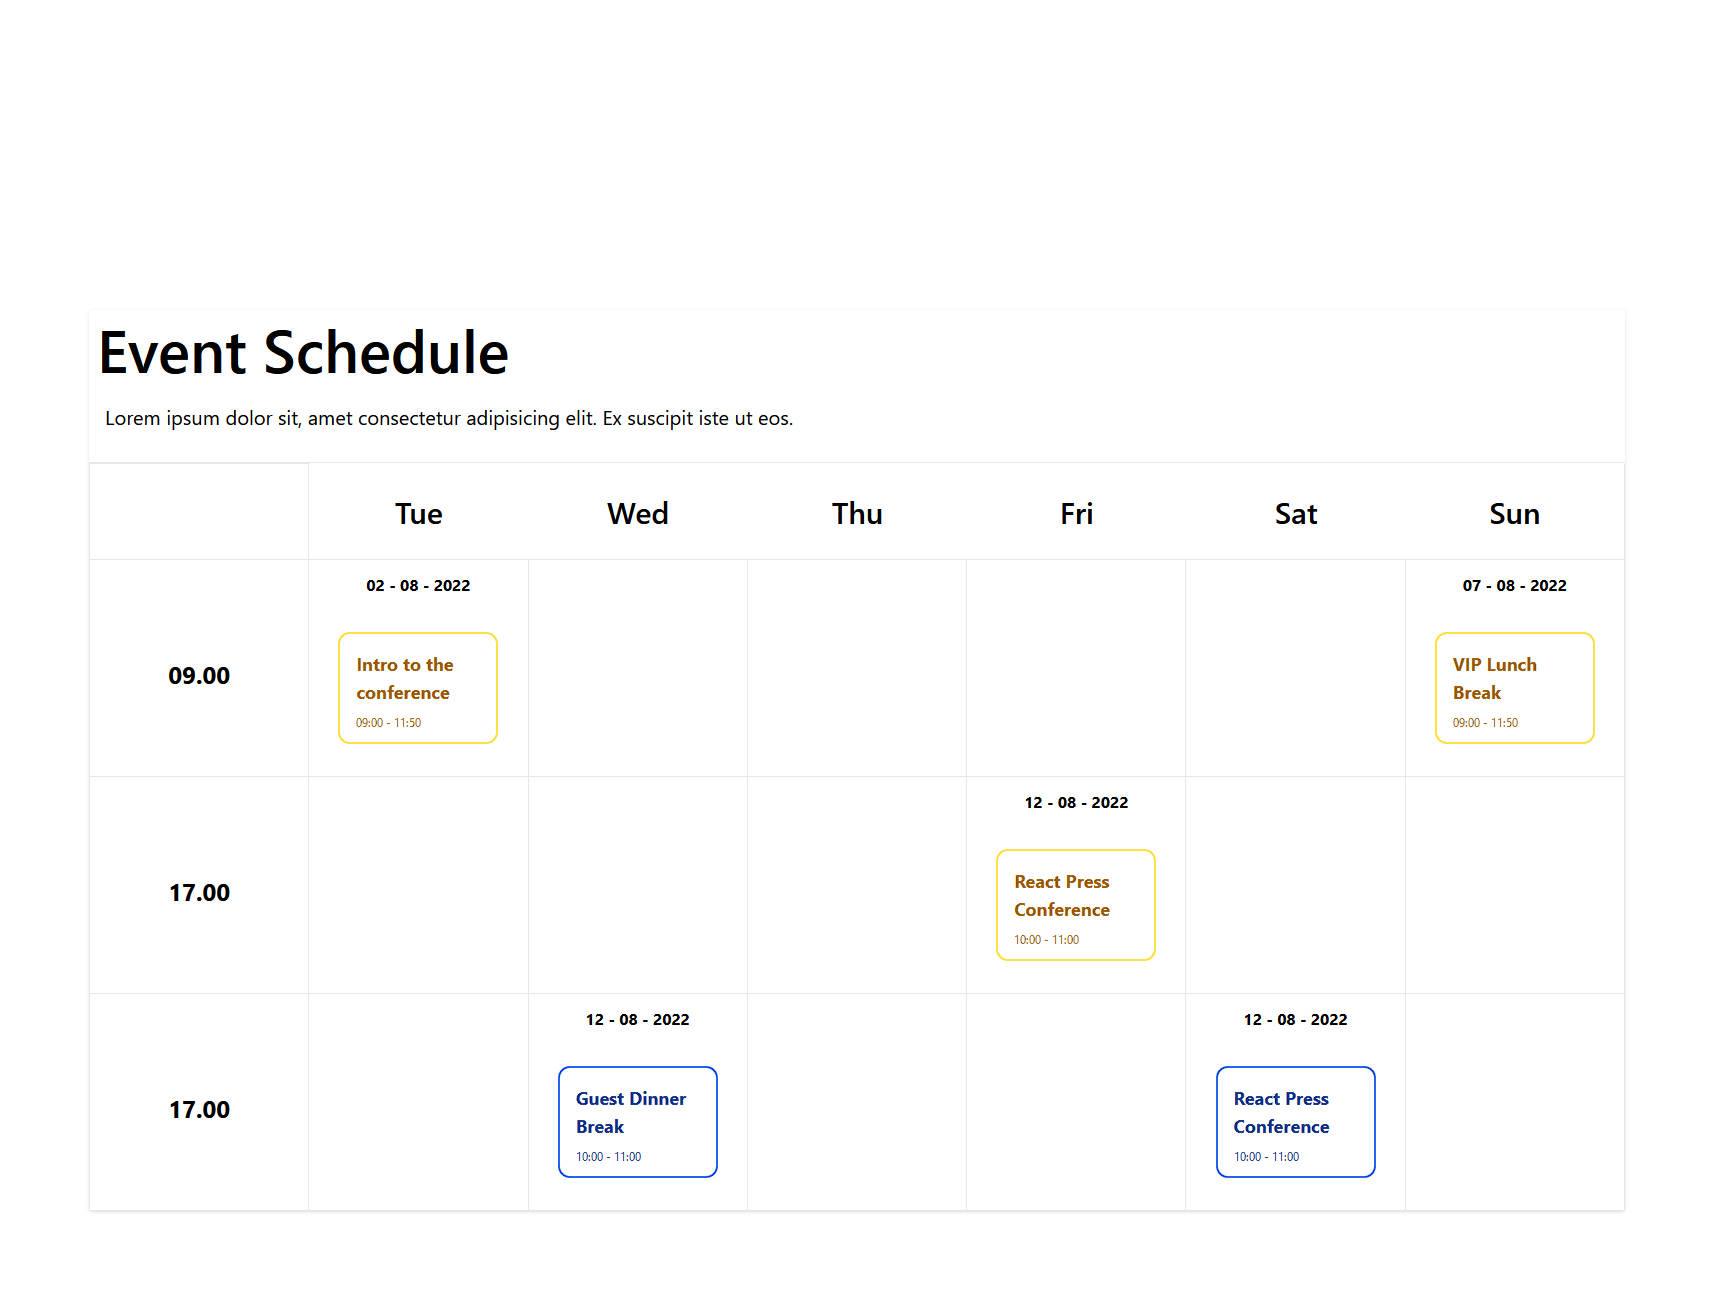 Event Schedule
Lorem ipsum dolor sit, amet consectetur adipisicing elit. Ex suscipit iste ut eos.
Tue Wed Thu Fri Sat Sun
02 - 08 - 2022 07 - 08 - 2022
09.00
Intro to the
conference
09:00 - 11:50
VIP Lunch
Break
09:00 - 11:50
12 - 08 - 2022
17.00
React Press
Conference
10:00 - 11:00
12 - 08 - 2022 12 - 08 - 2022
17.00
Guest Dinner
Break
10:00 - 11:00
React Press
Conference
10:00 - 11:00